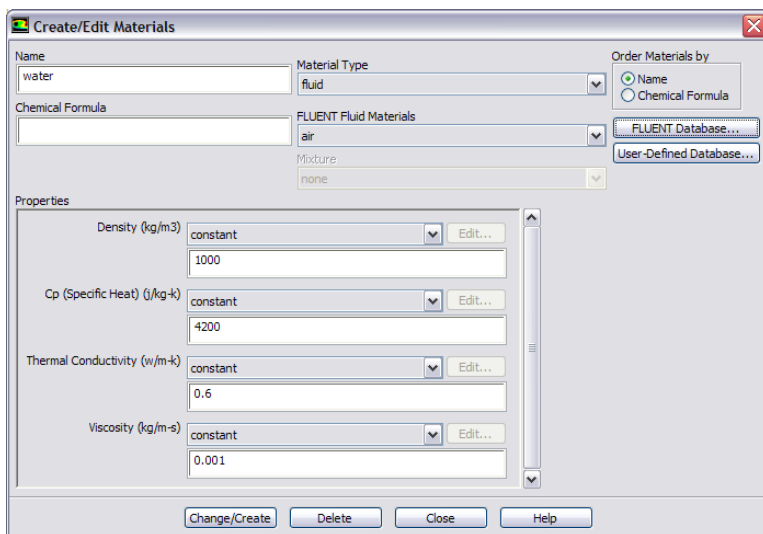 Create/Edit Materials
Name
water
Material Type
fluid
Order Materials by
Name
Chemical Formula
Chemical Formula
FLUENT Fluid Materials
air
FLUENT Database...
User-Defined Database...
Mixture
none
Properties
Density (kg/m3)
constant
Edit...
1000
Cp (Specific Heat) (j/kg-k)
constant
Edit...
4200
Thermal Conductivity (w/m-k)
constant
Edit...
0.6
Viscosity (kg/m-s)
constant
Edit...
0.001
Change/Create
Delete
Close
Help